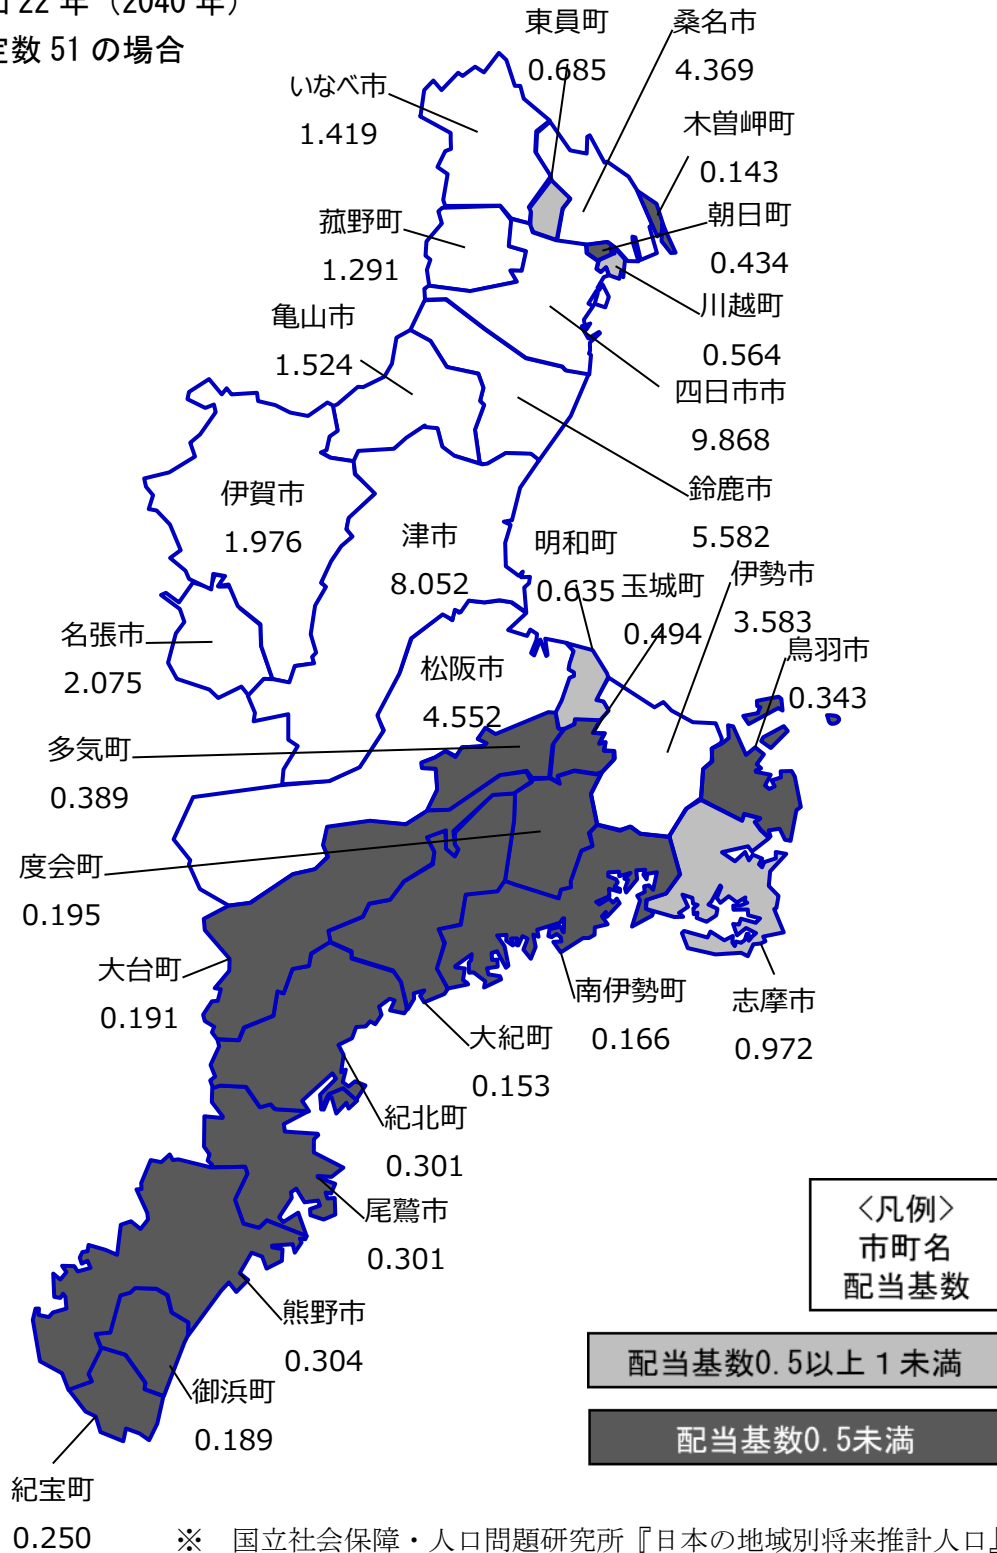 22 年（2040 年）
定数 51 の場合
東員町
0.685
桑名市
4.369
いなべ市
1.419
木曽岬町
0.143
菰野町
1.291
朝日町
0.434
亀山市
1.524
川越町
0.564
四日市市
9.868
伊賀市
1.976
鈴鹿市
5.582
津市
8.052
明和町
0.635
玉城町
0.494
伊勢市
3.583
名張市
2.075
松阪市
4.552
鳥羽市
0.343
多気町
0.389
度会町
0.195
大台町
0.191
南伊勢町
0.166
志摩市
0.972
大紀町
0.153
紀北町
0.301
尾鷲市
0.301
熊野市
0.304
御浜町
0.189
紀宝町
0.250
〈凡例〉
市町名
配当基数
配当基数0.5以上１未満
配当基数0.5未満
※　国立社会保障・人口問題研究所『日本の地域別将来推計人口』